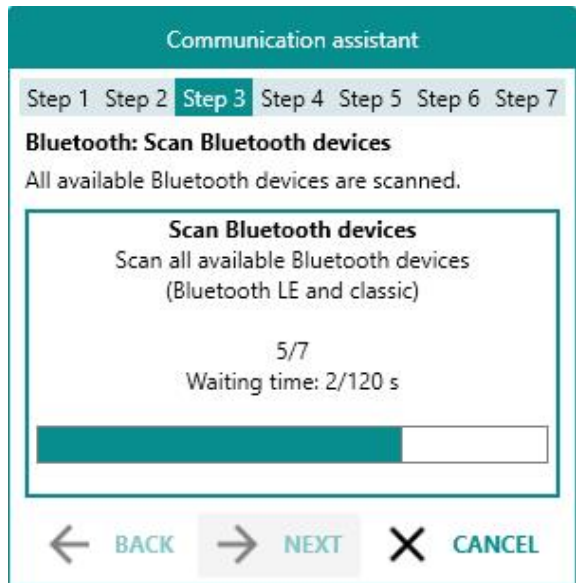 Communication assistant
Step 1 Step 2 Step 3 Step 4 Step 5 Step 6 Step 7
Bluetooth: Scan Bluetooth devices
All available Bluetooth devices are scanned.
Scan Bluetooth devices
Scan all available Bluetooth devices
(Bluetooth LE and classic)
5/7
Waiting time: 2/120 s
BACK NEXT CANCEL